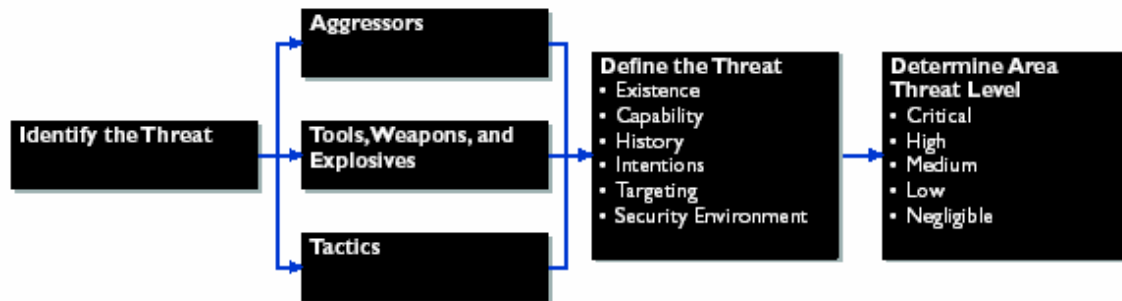 Identify the Threat
Aggressors
Tools, Weapons, and
Explosives
Tactics
Define the Threat
• Existence
• Capability
• History
• Intentions
• Targeting
• Security Environment
Determine Area
Threat Level
• Critical
• High
• Medium
• Low
• Negligible